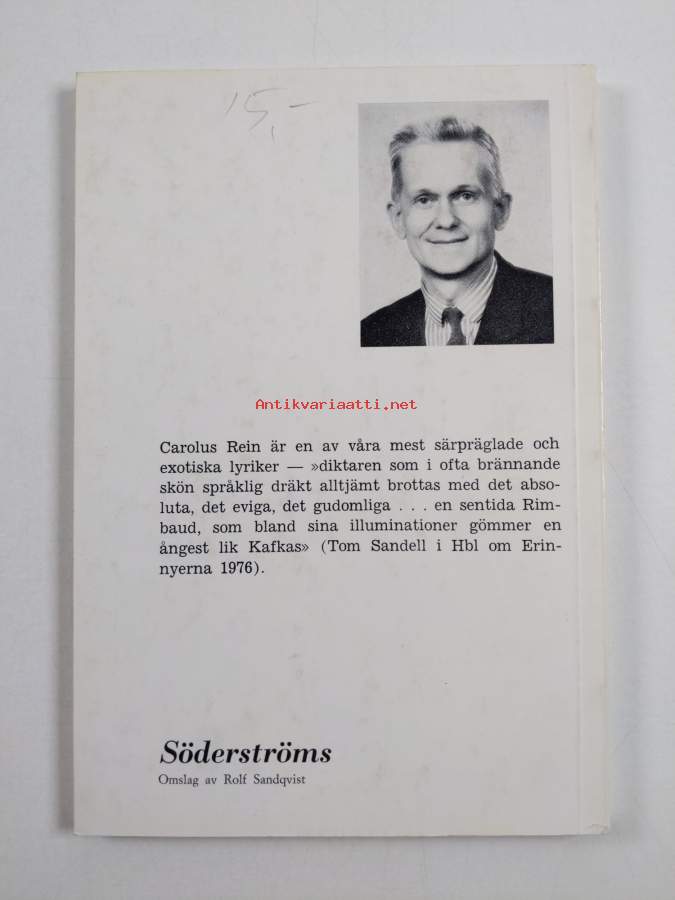 15,-
Antikvariaatti.net
Carolus Rein är en av våra mest särpräglade och
exotiska lyriker — »diktaren som i ofta brännande
skön språklig dräkt alltjämt brottas med det abso-
luta, det eviga, det gudomliga . . . en sentida Rim-
baud, som bland sina illuminationer gömmer en
ångest lik Kafkas» (Tom Sandell i Hbl om Erin-
nyerna 1976).
Söderströms
Omslag av Rolf Sandqvist